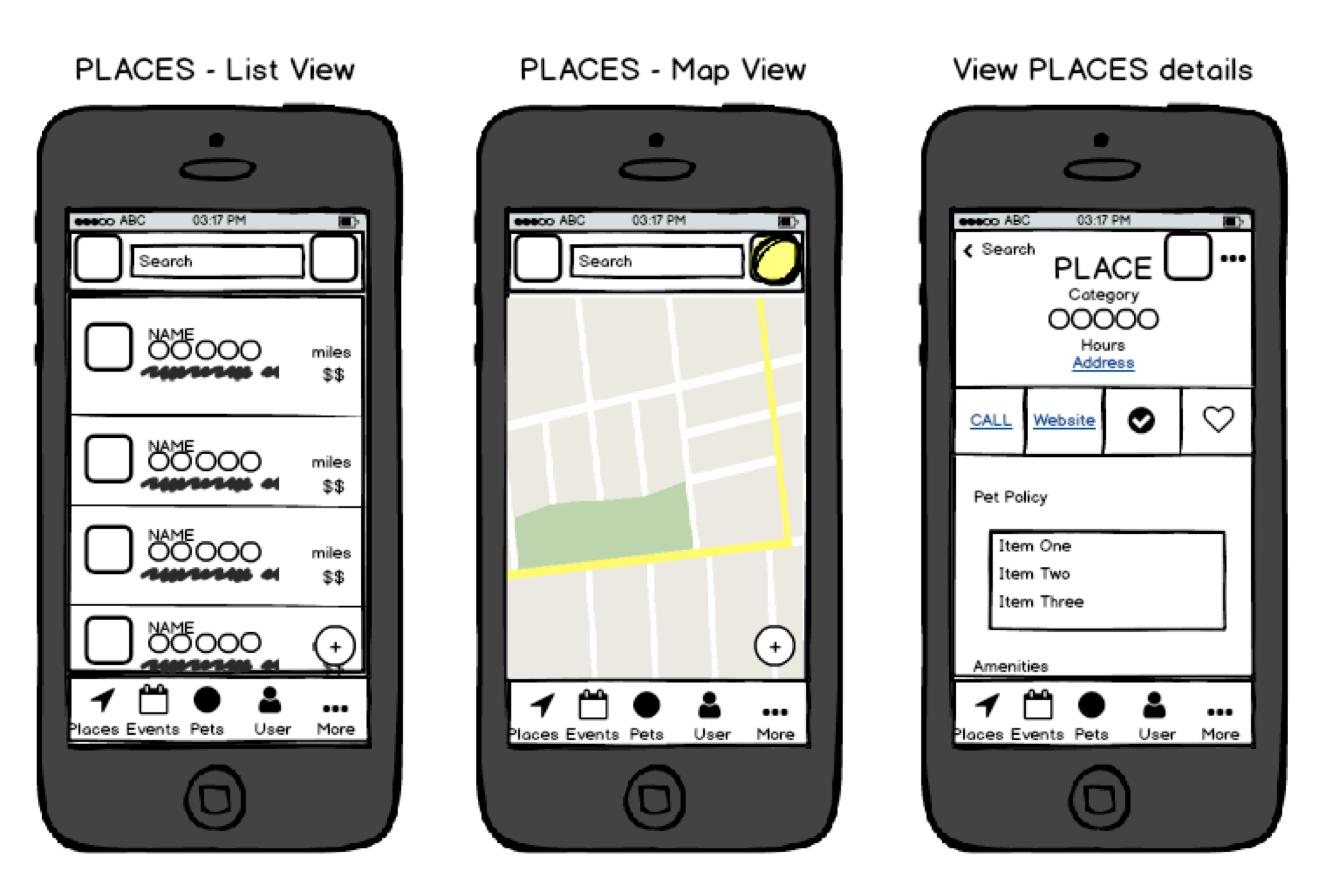 PLACES - List View
ABC 03:17 PM
Search
NAME
miles
$$
NAME
miles
$$
NAME
miles
$$
NAME
+
Places Events Pets User More
PLACES - Map View
ABC 03:17 PM
Search
+
Places Events Pets User More
View PLACES details
ABC 03:17 PM
Search
PLACE
Category
Hours
Address
CALL Website
Pet Policy
Item One
Item Two
Item Three
Amenities
Places Events Pets User More